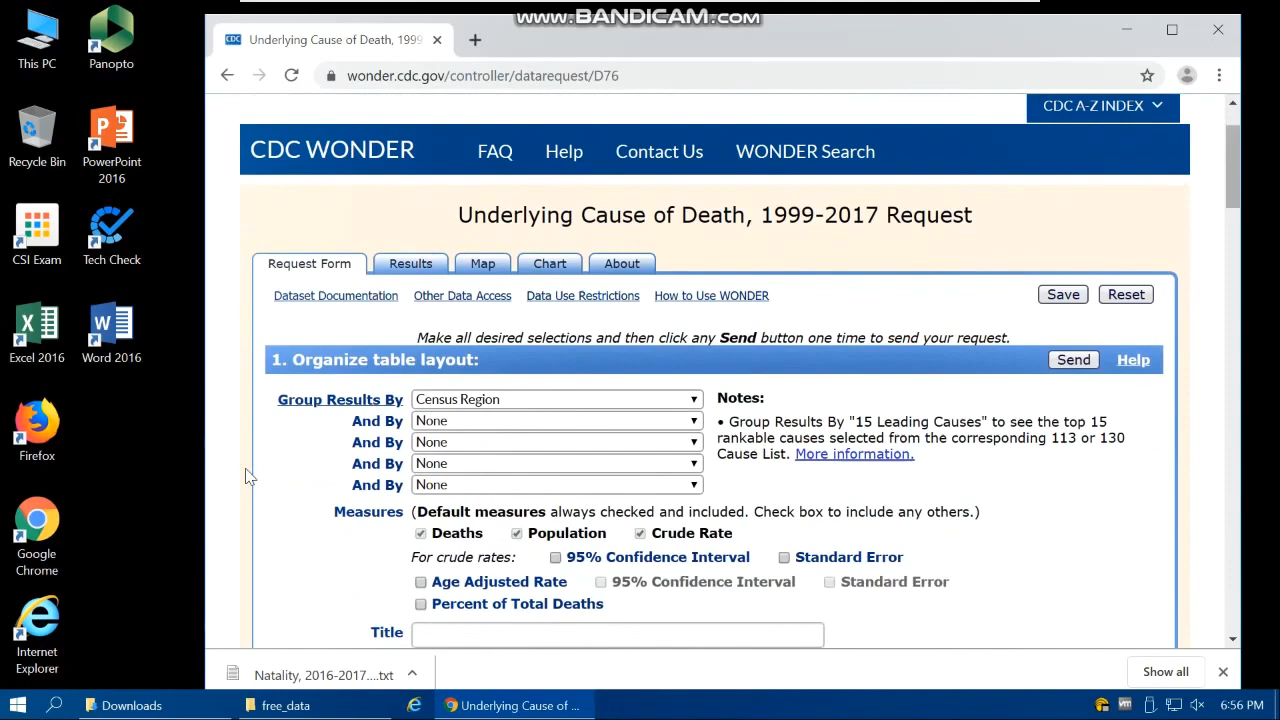 www.BANDICAM.com
This PC
Panopto
Recycle Bin
PowerPoint 2016
CSI Exam
Tech Check
Excel 2016
Word 2016
Firefox
Google Chrome
Internet Explorer
CDC
Underlying Cause of Death, 1999
wonder.cdc.gov/controller/datarequest/D76
CDC A-Z INDEX
CDC WONDER
FAQ
Help
Contact Us
WONDER Search
Underlying Cause of Death, 1999-2017 Request
Request Form
Results
Map
Chart
About
Dataset Documentation
Other Data Access
Data Use Restrictions
How to Use WONDER
Save
Reset
Make all desired selections and then click any Send button one time to send your request.
1. Organize table layout:
Send
Help
Group Results By
Census Region
And By
None
And By
None
And By
None
And By
None
Notes:
• Group Results By "15 Leading Causes" to see the top 15
rankable causes selected from the corresponding 113 or 130
Cause List. More information.
Measures
(Default measures always checked and included. Check box to include any others.)
Deaths
Population
Crude Rate
For crude rates:
95% Confidence Interval
Standard Error
Age Adjusted Rate
95% Confidence Interval
Standard Error
Percent of Total Deaths
Title
Natality, 2016-2017....txt
Show all
Downloads
free_data
Underlying Cause of ...
6:56 PM